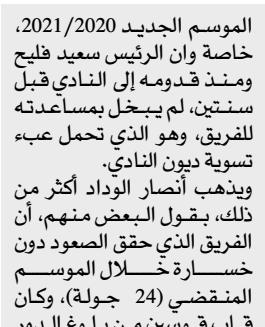 الموسم الجديد 2021/2020،
خاصة وان الرئيس سعيد فليح
ومنذ قدومه إلى النادي قبل
سنتين، لم يبخل بمساعدته
للفريق، وهو الذي تحمل عبء
تسوية ديون النادي.
ويذهب أنصار الوداد أكثر من
ذلك، بقول البعض منهم، أن
الفريق الذي حقق الصعود دون
خسارة خلال الموسم
المنقضي (24 جولة)، وكان